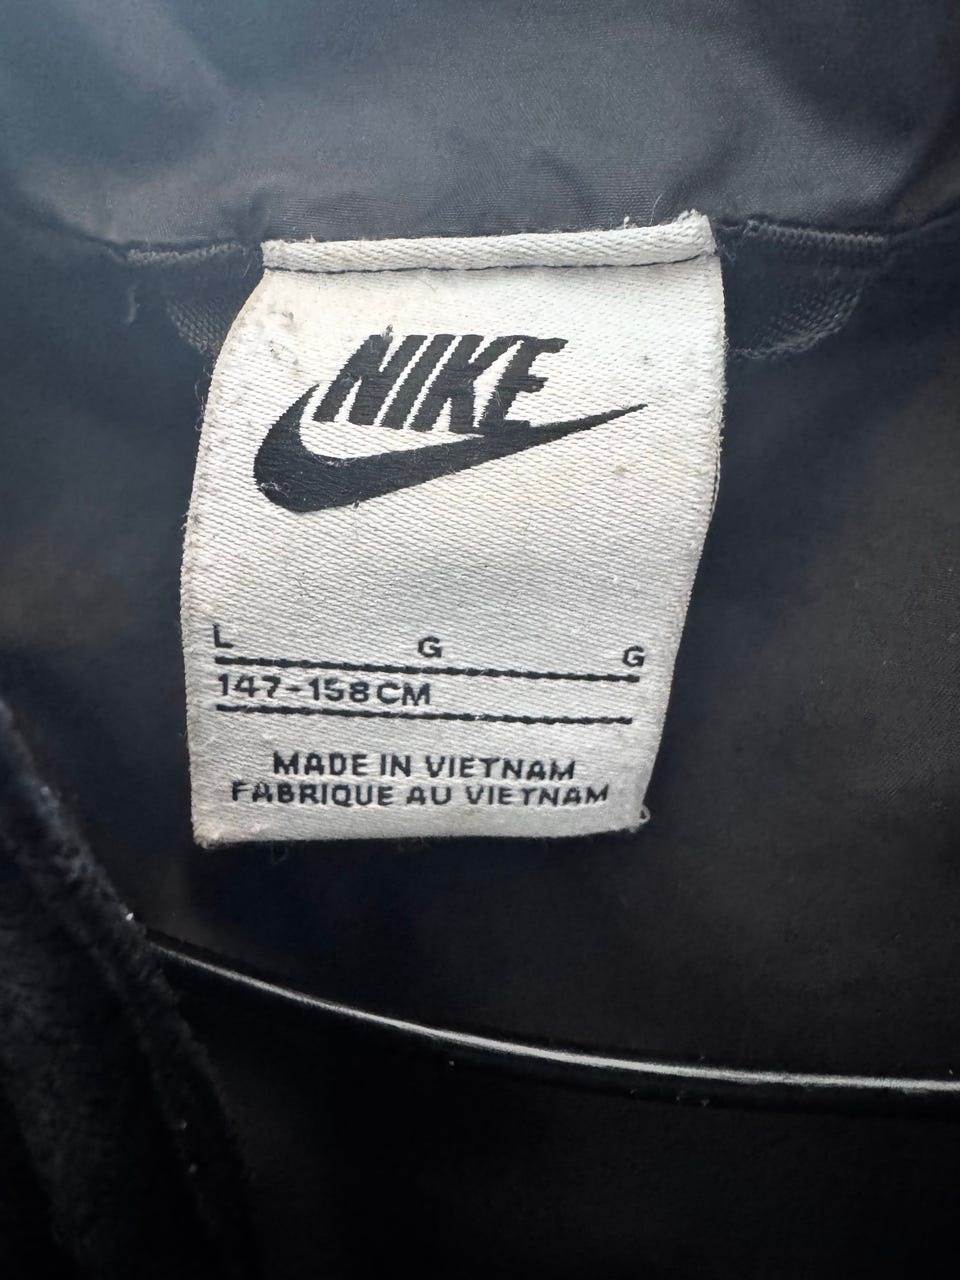 NIKE
L G G
147-158CM
MADE IN VIETNAM
FABRIQUE AU VIETNAM